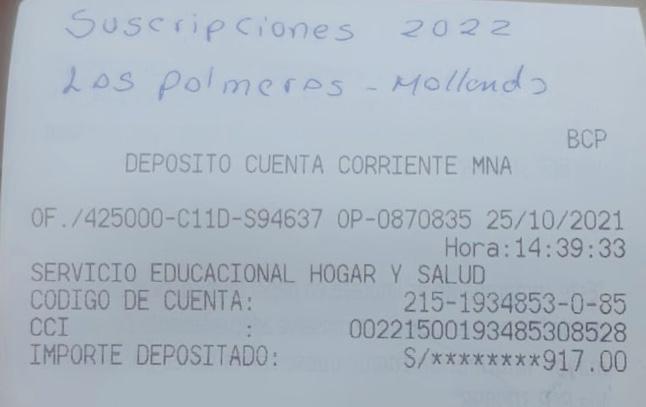 Suscripciones 2022
Las Palmeras - Mollendo
BCP
DEPOSITO CUENTA CORRIENTE MNA
OF./425000-C11D-S94637 OP-0870835 25/10/2021
Hora:14:39:33
SERVICIO EDUCACIONAL HOGAR Y SALUD
CODIGO DE CUENTA: 215-1934853-0-85
CCI : 00221500193485308528
IMPORTE DEPOSITADO: S/********917.00